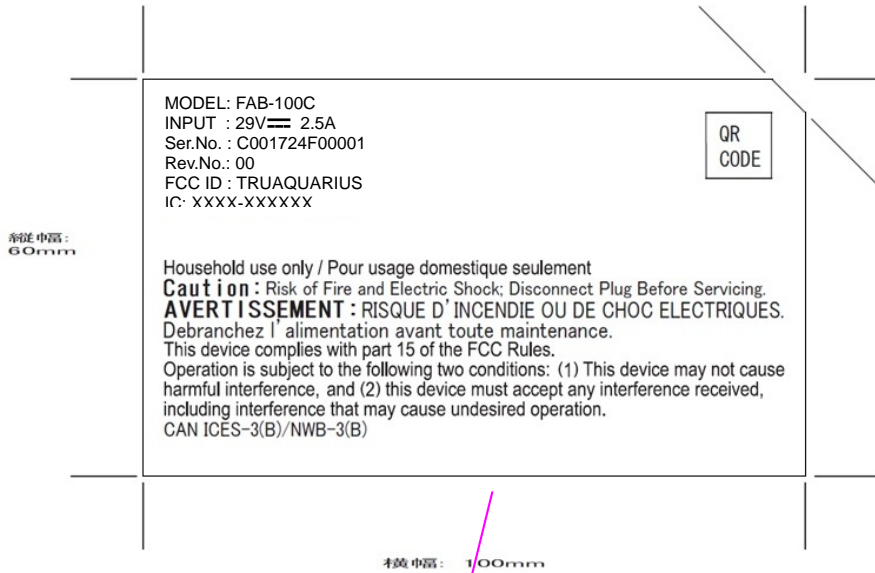 MODEL: FAB-100C
INPUT : 29V⎓ 2.5A
Ser.No. : C001724F00001
Rev.No.: 00
FCC ID : TRUAQUARIUS
IC: XXXX-XXXXXX
QR
CODE
縦幅:
60mm
Household use only / Pour usage domestique seulement
Caution: Risk of Fire and Electric Shock; Disconnect Plug Before Servicing.
AVERTISSEMENT: RISQUE D'INCENDIE OU DE CHOC ELECTRIQUES.
Debranchez l'alimentation avant toute maintenance.
This device complies with part 15 of the FCC Rules.
Operation is subject to the following two conditions: (1) This device may not cause
harmful interference, and (2) this device must accept any interference received,
including interference that may cause undesired operation.
CAN ICES-3(B)/NWB-3(B)
横幅: 100mm